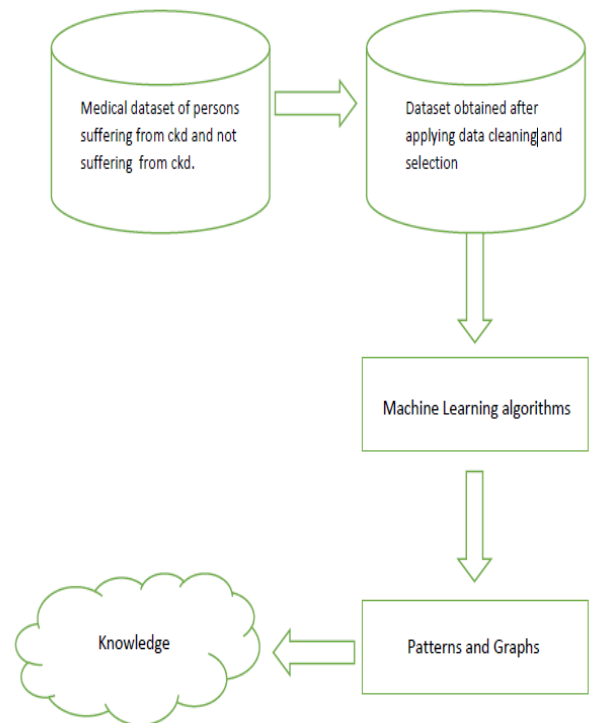 Medical dataset of persons
suffering from ckd and not
suffering from ckd.
Dataset obtained after
applying data cleaning and
selection
Machine Learning algorithms
Patterns and Graphs
Knowledge